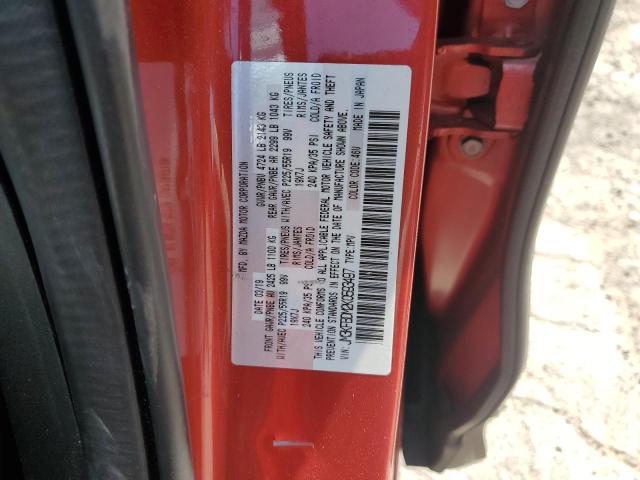 MFD. BY MAZDA MOTOR CORPORATION
03/19 GVWR/PNBV 4724 LB 2143 KG
FRONT GAWR/PNBE AV 2425 LB 1100 KG REAR GAWR/PNBE AR 2299 LB 1043 KG
WITH/AVEC P225/55R19 99V TIRES/PNEUS WITH/AVEC P225/55R19 99V TIRES/PNEUS
19X7J RIMS/JANTES 19X7J RIMS/JANTES
240 KPA/35 PSI COLD/A FROID 240 KPA/35 PSI COLD/A FROID
THIS VEHICLE CONFORMS TO ALL APPLICABLE FEDERAL MOTOR VEHICLE SAFETY AND THEFT
PREVENTION STANDARDS IN EFFECT ON THE DATE OF MANUFACTURE SHOWN ABOVE.
VIN: TYPE:MPV COLOR CODE:46V MADE IN JAPAN